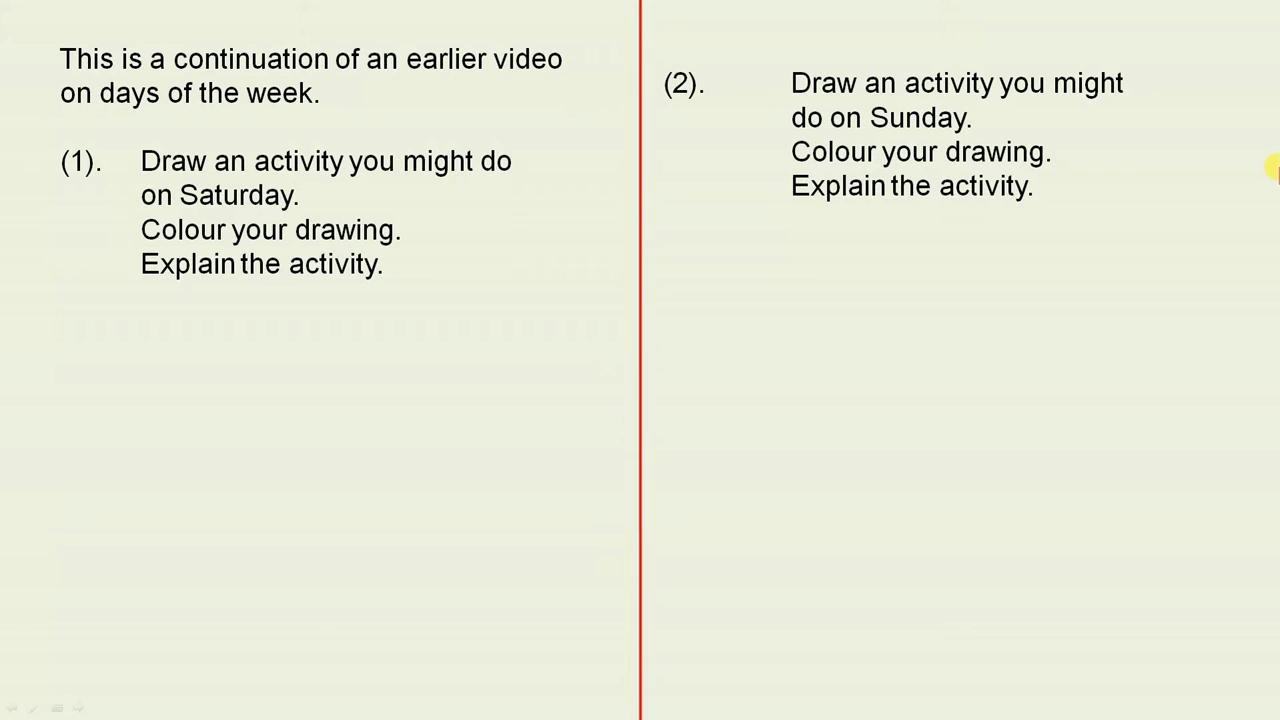 This is a continuation of an earlier video
on days of the week.
(1). Draw an activity you might do
on Saturday.
Colour your drawing.
Explain the activity.
(2). Draw an activity you might
do on Sunday.
Colour your drawing.
Explain the activity.